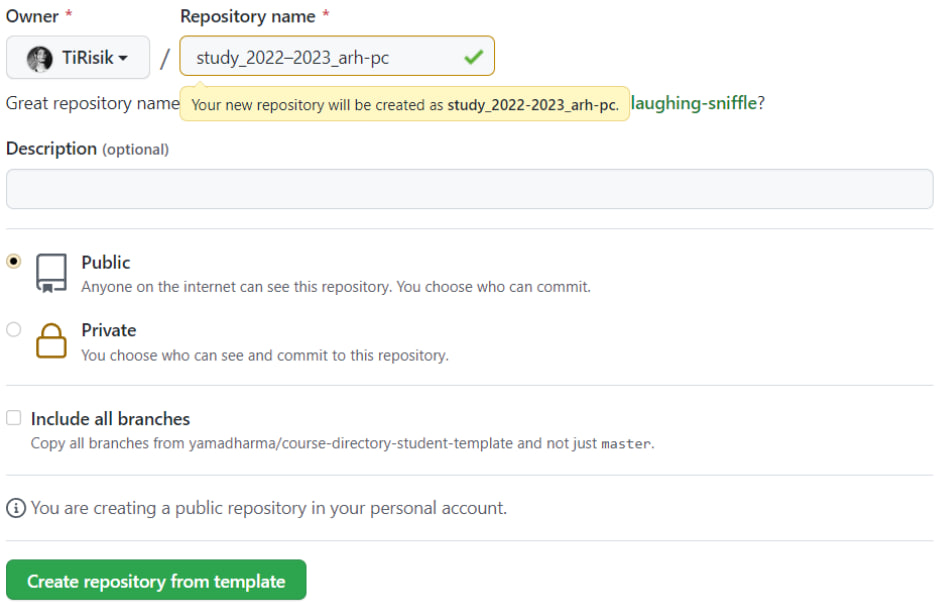 Owner * Repository name *
TiRisik / study_2022–2023_arh-pc
Great repository name Your new repository will be created as study_2022-2023_arh-pc. laughing-sniffle?
Description (optional)
Public
Anyone on the internet can see this repository. You choose who can commit.
Private
You choose who can see and commit to this repository.
Include all branches
Copy all branches from yamadharma/course-directory-student-template and not just master.
You are creating a public repository in your personal account.
Create repository from template